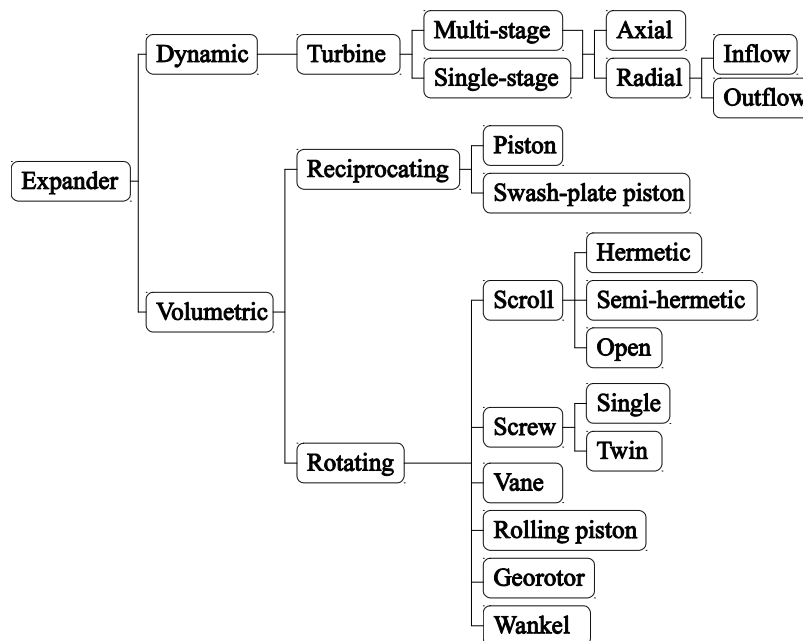 Expander
Dynamic
Turbine
Multi-stage
Single-stage
Axial
Radial
Inflow
Outflow
Volumetric
Reciprocating
Piston
Swash-plate piston
Rotating
Scroll
Hermetic
Semi-hermetic
Open
Screw
Single
Twin
Vane
Rolling piston
Georotor
Wankel